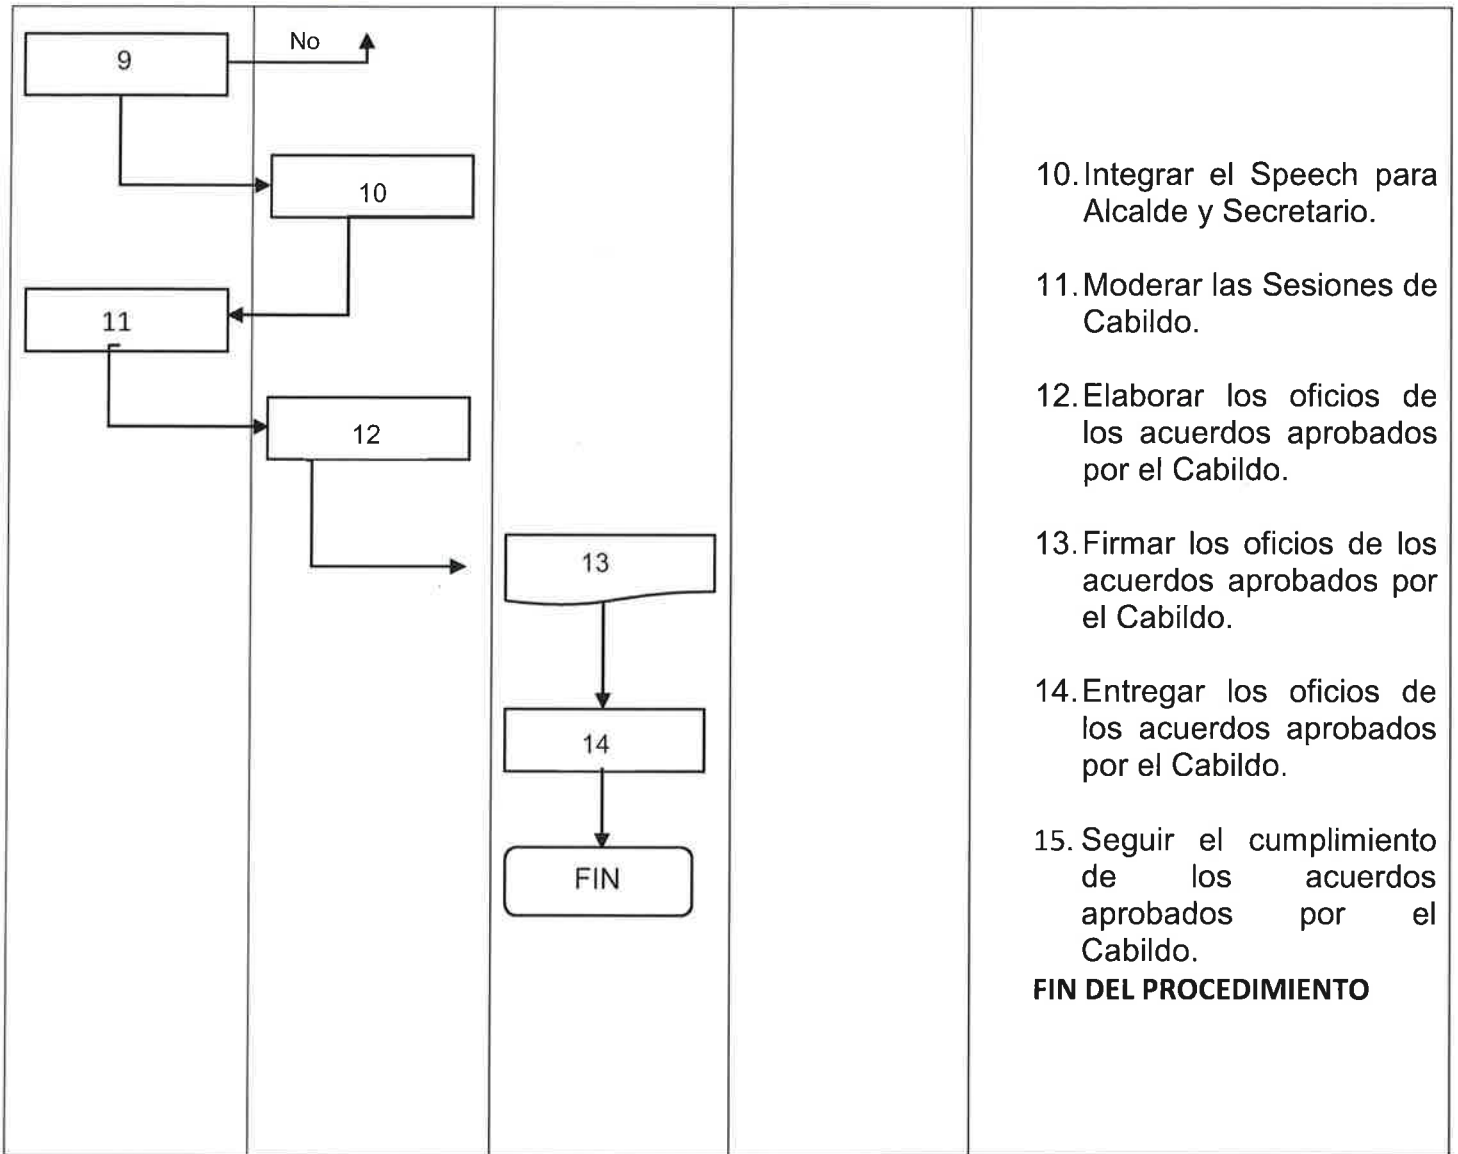 No
9
10
11
12
13
14
FIN
10. Integrar el Speech para
Alcalde y Secretario.
11. Moderar las Sesiones de
Cabildo.
12. Elaborar los oficios de
los acuerdos aprobados
por el Cabildo.
13. Firmar los oficios de los
acuerdos aprobados por
el Cabildo.
14. Entregar los oficios de
los acuerdos aprobados
por el Cabildo.
15. Seguir el cumplimiento
de los acuerdos
aprobados por el
Cabildo.
FIN DEL PROCEDIMIENTO